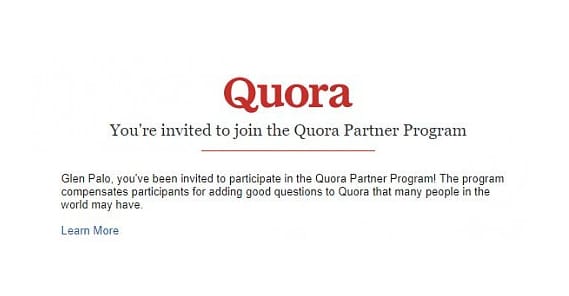 Quora
You're invited to join the Quora Partner Program
Glen Palo, you've been invited to participate in the Quora Partner Program! The program
compensates participants for adding good questions to Quora that many people in the
world may have.
Learn More